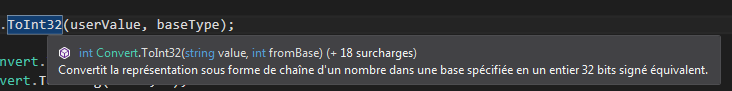 .ToInt32(userValue, baseType);
int Convert.ToInt32(string value, int fromBase) (+ 18 surcharges)
Convertit la représentation sous forme de chaîne d'un nombre dans une base spécifiée en un entier 32 bits signé équivalent.